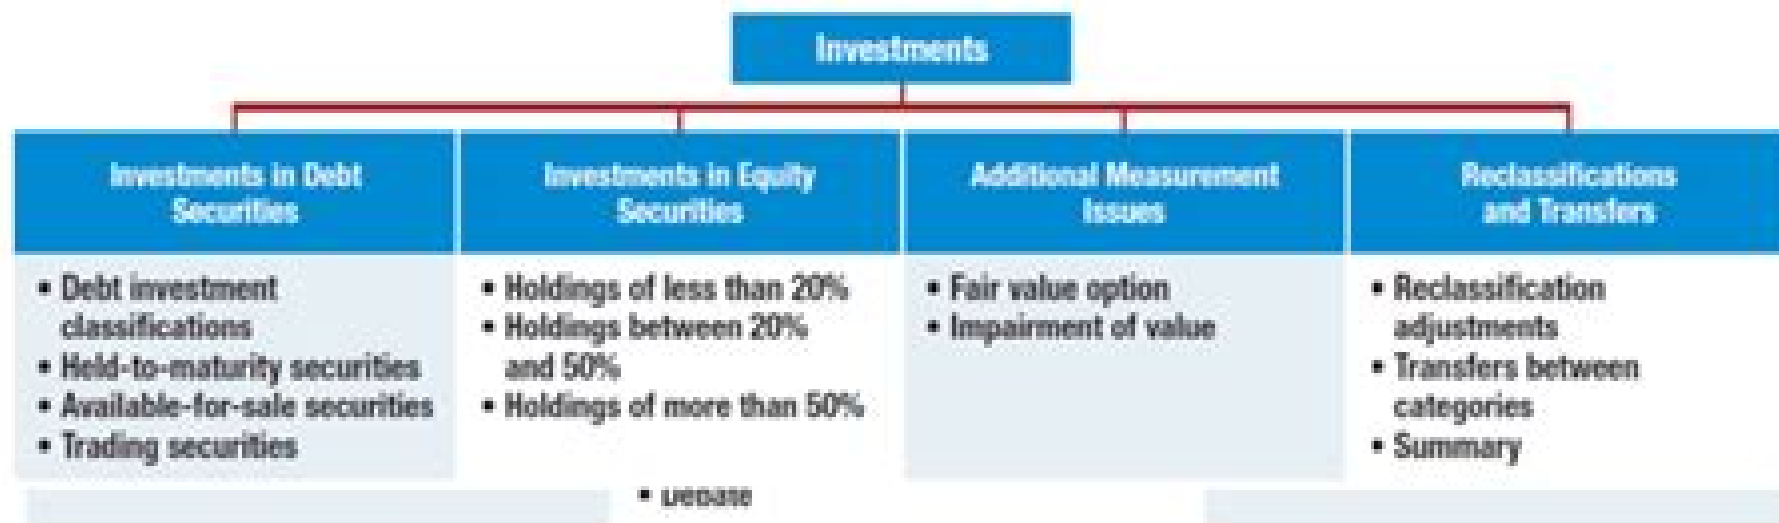 Investments
Investments in Debt
Securities
• Debt investment
classifications
• Held-to-maturity securities
• Available-for-sale securities
• Trading securities
Investments in Equity
Securities
• Holdings of less than 20%
• Holdings between 20%
and 50%
• Holdings of more than 50%
Additional Measurement
Issues
• Fair value option
• Impairment of value
Reclassifications
and Transfers
• Reclassification
adjustments
• Transfers between
categories
• Summary
• Debate